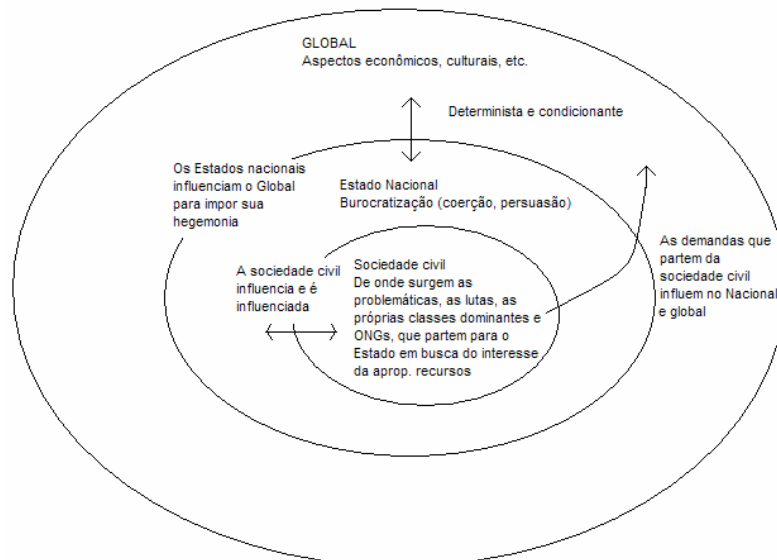 GLOBAL
Aspectos econômicos, culturais, etc.
Determinista e condicionante
Os Estados nacionais
influenciam o Global
para impor sua
hegemonia
Estado Nacional
Burocratização (coerção, persuasão)
A sociedade civil
influencia e é
influenciada
Sociedade civil
De onde surgem as
problemáticas, as lutas, as
próprias classes dominantes e
ONGs, que partem para o
Estado em busca do interesse
da aprop. recursos
As demandas que
partem da
sociedade civil
influem no Nacional
e global